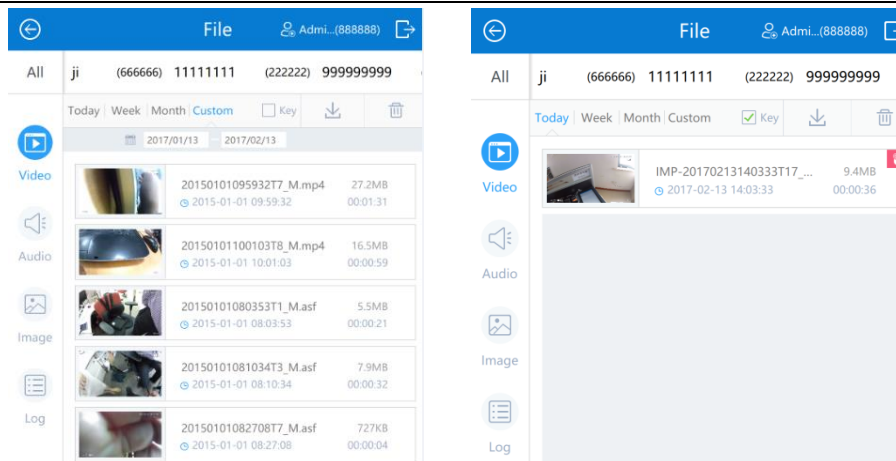 File Admi...(888888)
All ji (666666) 11111111 (222222) 999999999
Today Week Month Custom Key
2017/01/13 - 2017/02/13
Video
20150101095932T7_M.mp4 27.2MB
2015-01-01 09:59:32 00:01:31
Audio
20150101100103T8_M.mp4 16.5MB
2015-01-01 10:01:03 00:00:59
Image
20150101080353T1_M.asf 5.5MB
2015-01-01 08:03:53 00:00:21
20150101081034T3_M.asf 7.9MB
2015-01-01 08:10:34 00:00:32
Log
20150101082708T7_M.asf 727KB
2015-01-01 08:27:08 00:00:04
File Admi...(888888)
All ji (666666) 11111111 (222222) 999999999
Today Week Month Custom Key
Video
IMP-20170213140333T17_... 9.4MB
2017-02-13 14:03:33 00:00:36
Audio
Image
Log